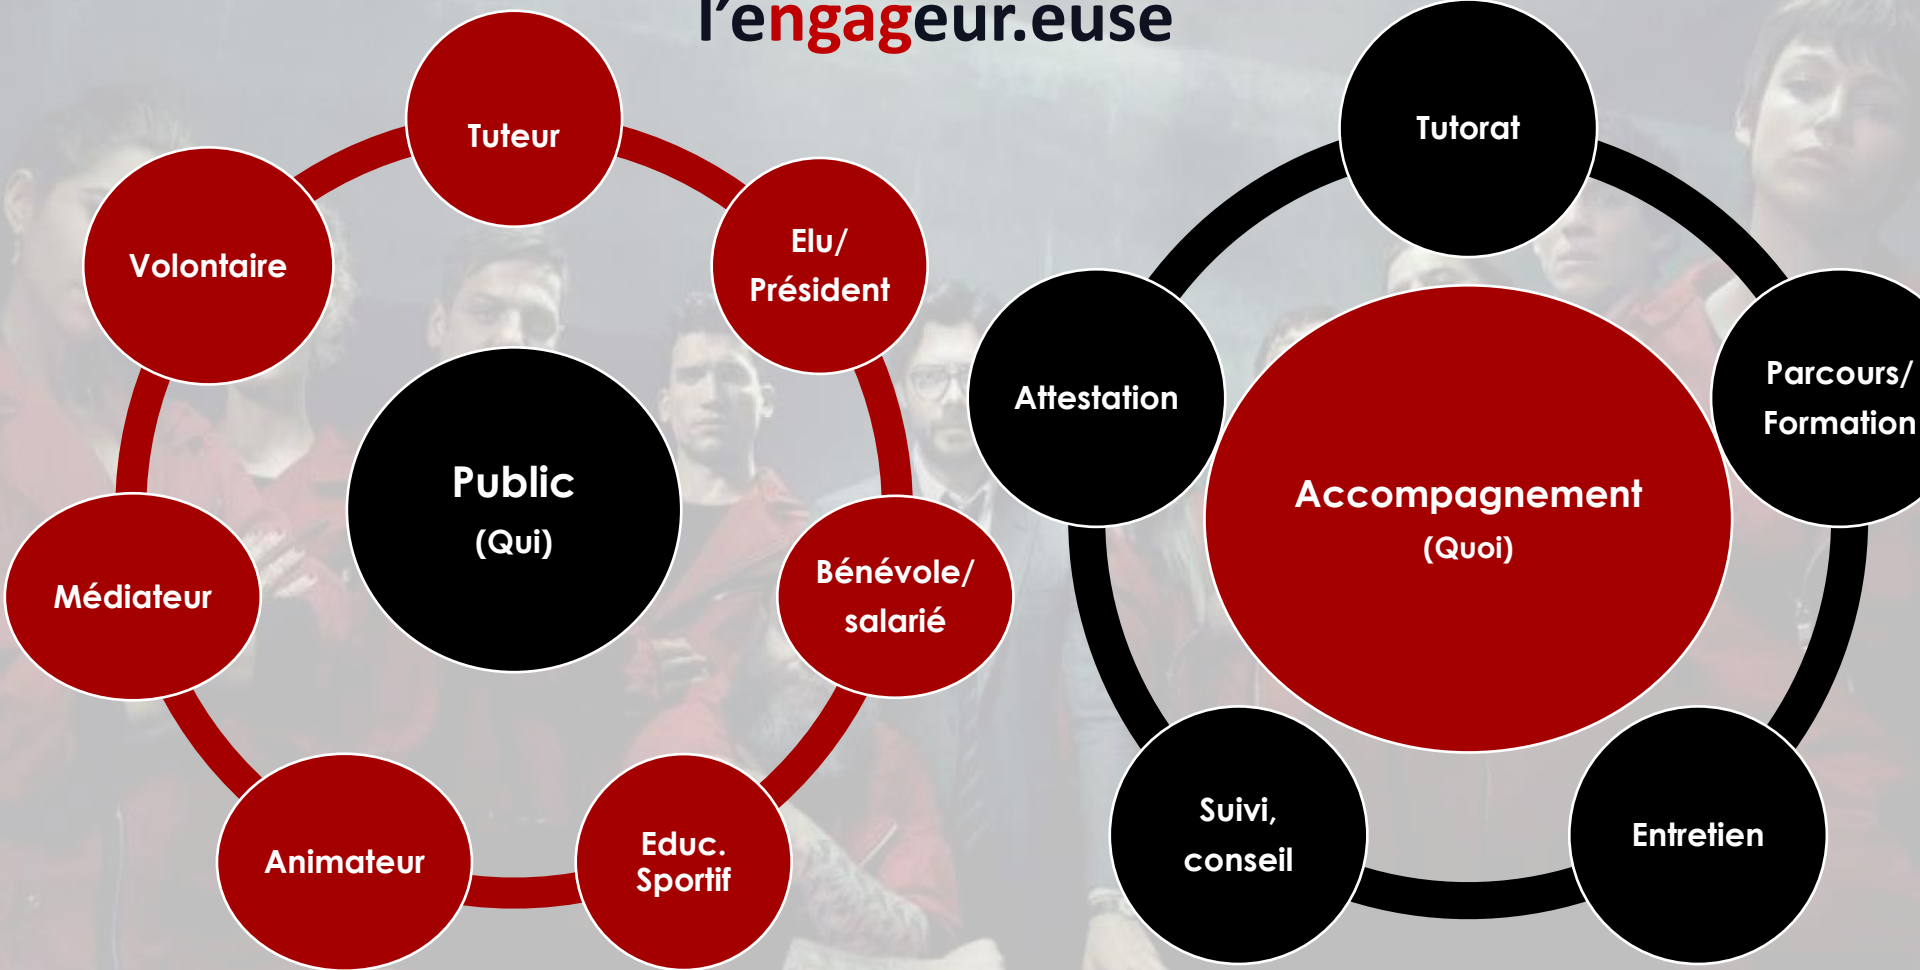 l'engageur.euse
Tuteur
Elu/
Président
Bénévole/
salarié
Educ.
Sportif
Animateur
Médiateur
Volontaire
Public
(Qui)
Tutorat
Parcours/
Formation
Entretien
Suivi,
conseil
Attestation
Accompagnement
(Quoi)